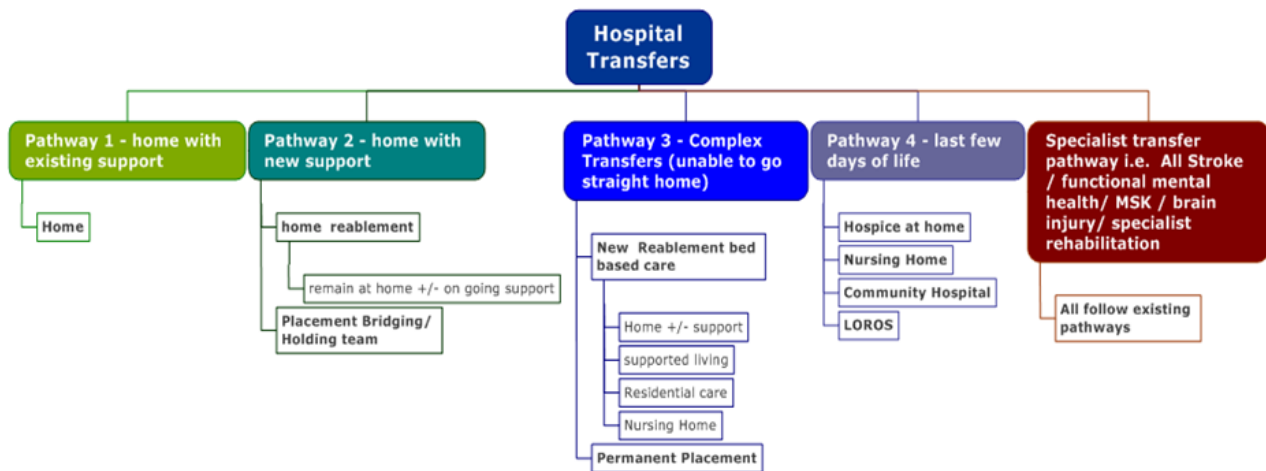 Hospital
Transfers
Pathway 1 - home with
existing support
Home
Pathway 2 - home with
new support
home reablement
remain at home +/- on going support
Placement Bridging/
Holding team
Pathway 3 - Complex
Transfers (unable to go
straight home)
New Reablement bed
based care
Home +/- support
supported living
Residential care
Nursing Home
Permanent Placement
Pathway 4 - last few
days of life
Hospice at home
Nursing Home
Community Hospital
LOROS
Specialist transfer
pathway i.e. All Stroke
/ functional mental
health/ MSK / brain
injury/ specialist
rehabilitation
All follow existing
pathways